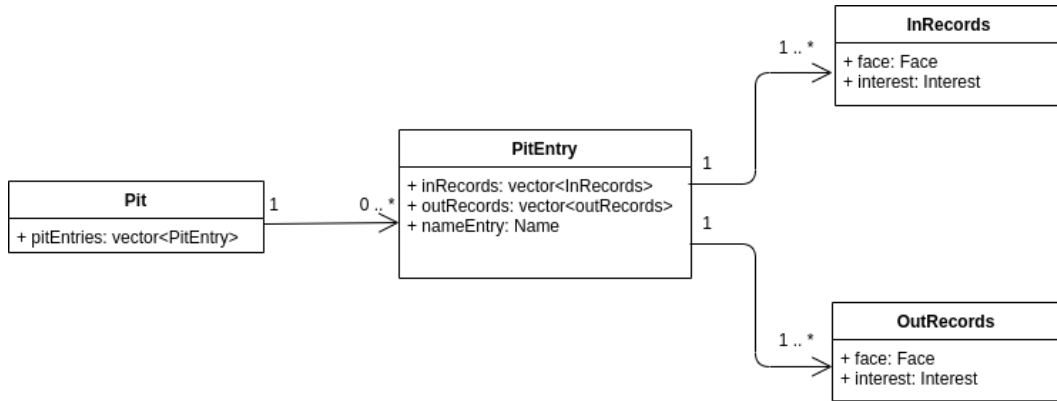 InRecords
+ face: Face
+ interest: Interest
1 .. *
PitEntry
+ inRecords: vector<InRecords>
+ outRecords: vector<outRecords>
+ nameEntry: Name
1
1
Pit
+ pitEntries: vector<PitEntry>
1
0 .. *
OutRecords
+ face: Face
+ interest: Interest
1 .. *